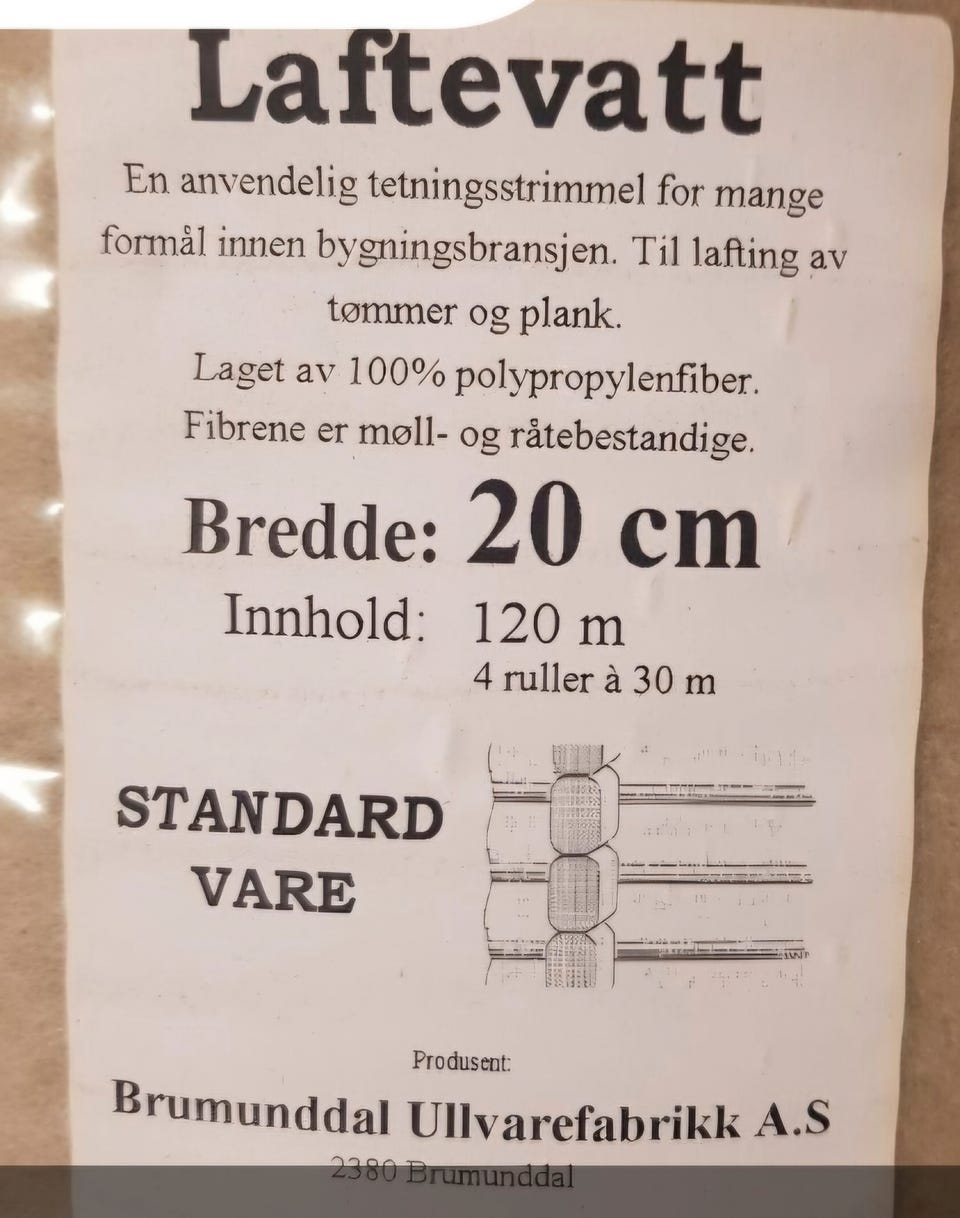 Laftevatt
En anvendelig tetningsstrimmel for mange
formål innen bygningsbransjen. Til lafting av
tømmer og plank.
Laget av 100% polypropylenfiber.
Fibrene er møll- og råtebestandige.
Bredde: 20 cm
Innhold: 120 m
4 ruller à 30 m
STANDARD
VARE
Produsent:
Brumunddal Ullvarefabrikk A.S
2380 Brumunddal